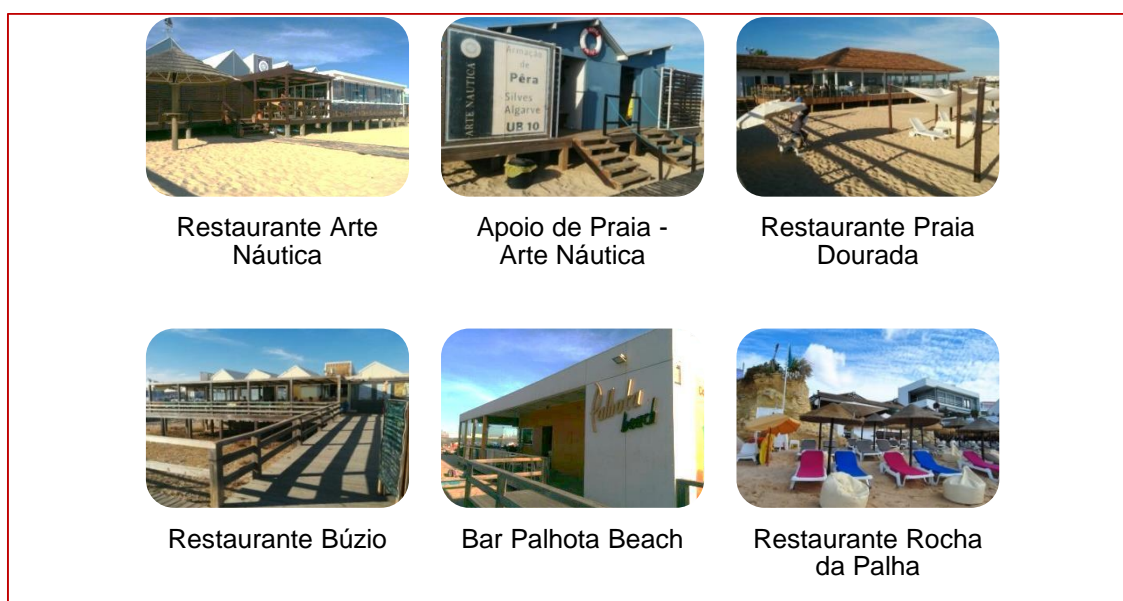 ARTE NAUTICA
Armação
de
Pêra
Silves
Algarve
UB 10
Restaurante Arte
Náutica
Apoio de Praia -
Arte Náutica
Restaurante Praia
Dourada
Palhota
beach
Restaurante Búzio
Bar Palhota Beach
Restaurante Rocha
da Palha